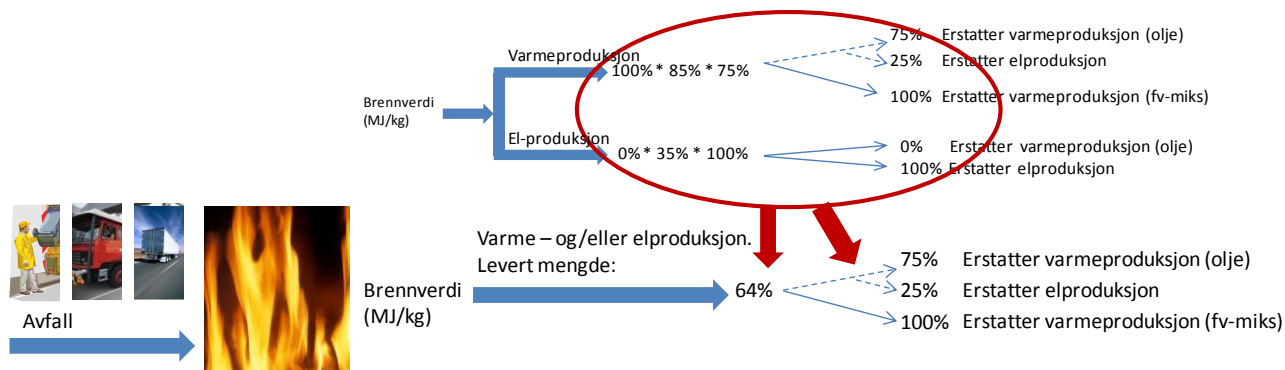 Varmeproduksjon
100% * 85% * 75%
75% Erstatter varmeproduksjon (olje)
25% Erstatter elproduksjon
100% Erstatter varmeproduksjon (fv-miks)
Brennverdi
(MJ/kg)
El-produksjon
0% * 35% * 100%
0% Erstatter varmeproduksjon (olje)
100% Erstatter elproduksjon
Varme – og/eller elproduksjon.
Levert mengde:
Brennverdi
(MJ/kg)
64%
75% Erstatter varmeproduksjon (olje)
25% Erstatter elproduksjon
100% Erstatter varmeproduksjon (fv-miks)
Avfall